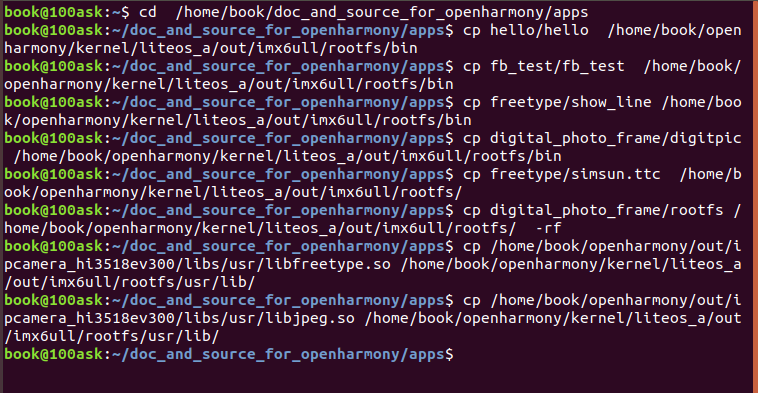 book@100ask:~$ cd  /home/book/doc_and_source_for_openharmony/apps
book@100ask:~/doc_and_source_for_openharmony/apps$ cp hello/hello  /home/book/open
harmony/kernel/liteos_a/out/imx6ull/rootfs/bin
book@100ask:~/doc_and_source_for_openharmony/apps$ cp fb_test/fb_test  /home/book/
openharmony/kernel/liteos_a/out/imx6ull/rootfs/bin
book@100ask:~/doc_and_source_for_openharmony/apps$ cp freetype/show_line /home/boo
k/openharmony/kernel/liteos_a/out/imx6ull/rootfs/bin
book@100ask:~/doc_and_source_for_openharmony/apps$ cp digital_photo_frame/digitpic
 /home/book/openharmony/kernel/liteos_a/out/imx6ull/rootfs/bin
book@100ask:~/doc_and_source_for_openharmony/apps$ cp freetype/simsun.ttc  /home/b
ook/openharmony/kernel/liteos_a/out/imx6ull/rootfs/
book@100ask:~/doc_and_source_for_openharmony/apps$ cp digital_photo_frame/rootfs /
home/book/openharmony/kernel/liteos_a/out/imx6ull/rootfs/  -rf
book@100ask:~/doc_and_source_for_openharmony/apps$ cp /home/book/openharmony/out/i
pcamera_hi3518ev300/libs/usr/libfreetype.so /home/book/openharmony/kernel/liteos_a
/out/imx6ull/rootfs/usr/lib/
book@100ask:~/doc_and_source_for_openharmony/apps$ cp /home/book/openharmony/out/i
pcamera_hi3518ev300/libs/usr/libjpeg.so /home/book/openharmony/kernel/liteos_a/out
/imx6ull/rootfs/usr/lib/
book@100ask:~/doc_and_source_for_openharmony/apps$